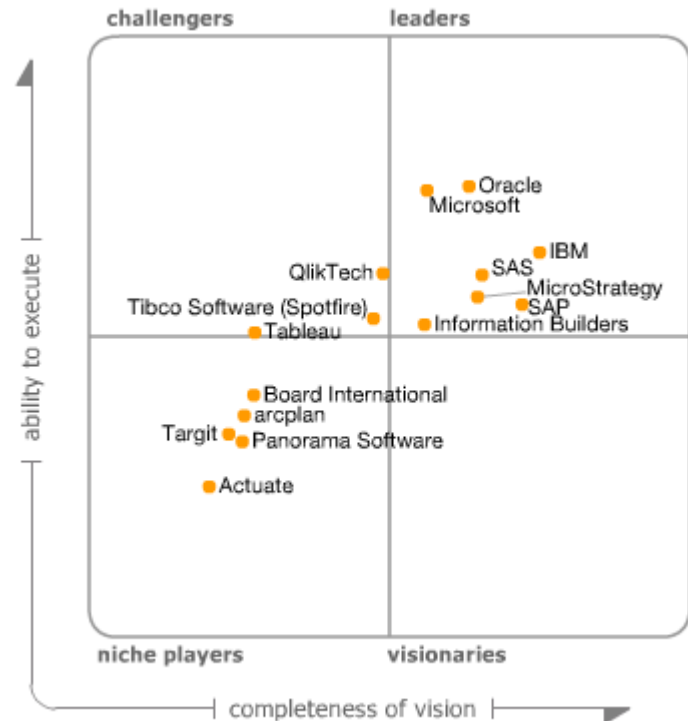 challengers
leaders
Oracle
Microsoft
IBM
QlikTech
SAS
MicroStrategy
Tibco Software (Spotfire)
SAP
Tableau
Information Builders
Board International
arcplan
Targit
Panorama Software
Actuate
niche players
visionaries
ability to execute
completeness of vision